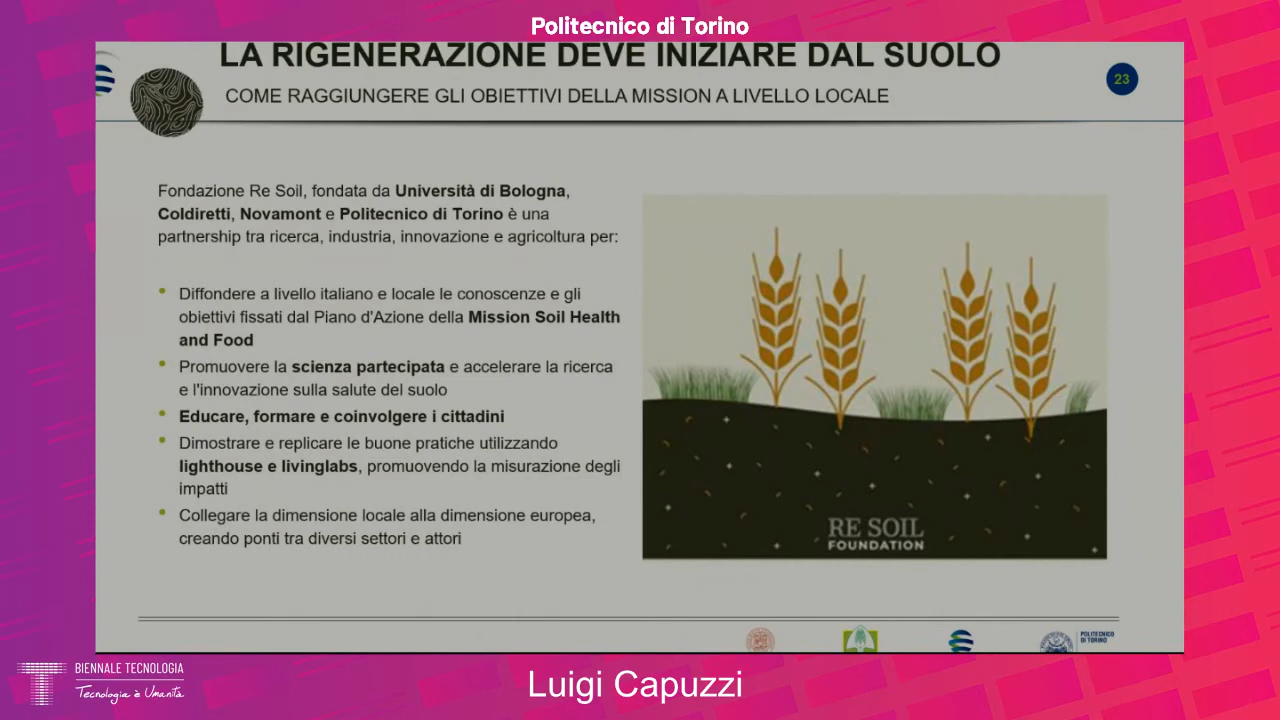 Politecnico di Torino
LA RIGENERAZIONE DEVE INIZIARE DAL SUOLO
23
COME RAGGIUNGERE GLI OBIETTIVI DELLA MISSION A LIVELLO LOCALE
Fondazione Re Soil, fondata da Università di Bologna,
Coldiretti, Novamont e Politecnico di Torino è una
partnership tra ricerca, industria, innovazione e agricoltura per:
• Diffondere a livello italiano e locale le conoscenze e gli
obiettivi fissati dal Piano d'Azione della Mission Soil Health
and Food
• Promuovere la scienza partecipata e accelerare la ricerca
e l'innovazione sulla salute del suolo
• Educare, formare e coinvolgere i cittadini
• Dimostrare e replicare le buone pratiche utilizzando
lighthouse e livinglabs, promuovendo la misurazione degli
impatti
• Collegare la dimensione locale alla dimensione europea,
creando ponti tra diversi settori e attori
RE SOIL
FOUNDATION
POLITECNICO
DI TORINO
BIENNALE TECNOLOGIA
Tecnologia è Umanità
Luigi Capuzzi